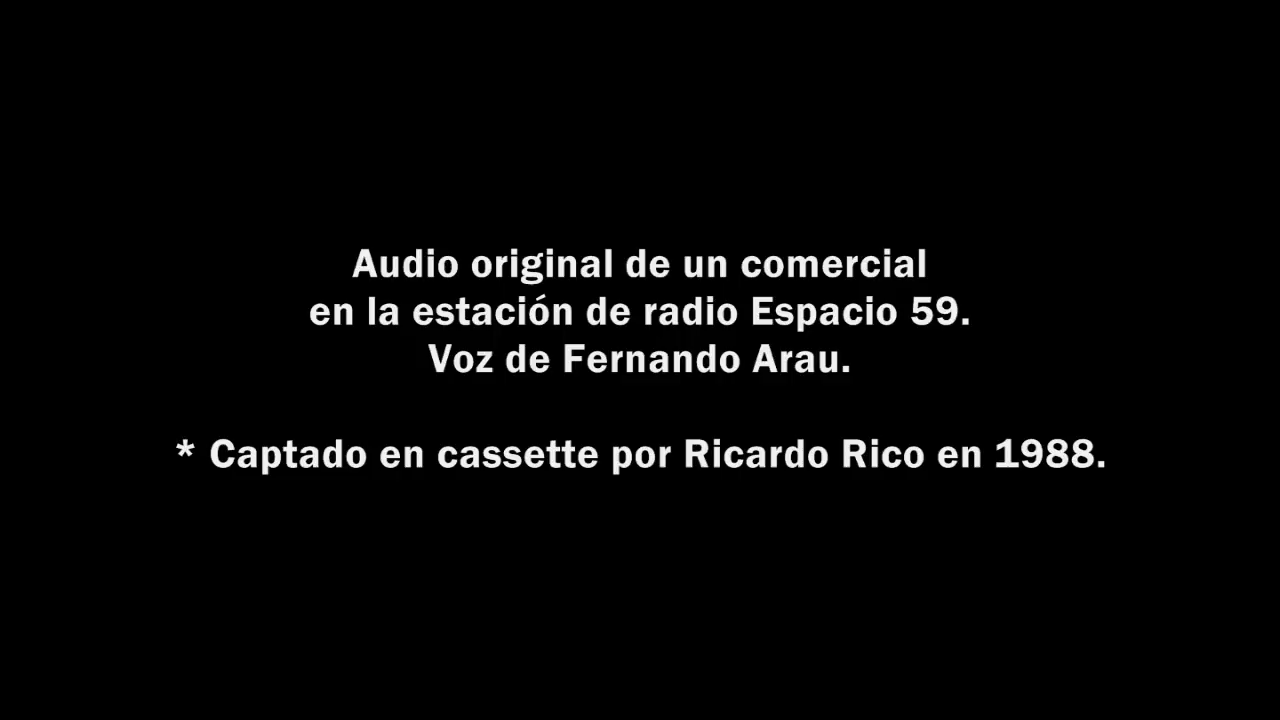 Audio original de un comercial
en la estación de radio Espacio 59.
Voz de Fernando Arau.
* Captado en cassette por Ricardo Rico en 1988.